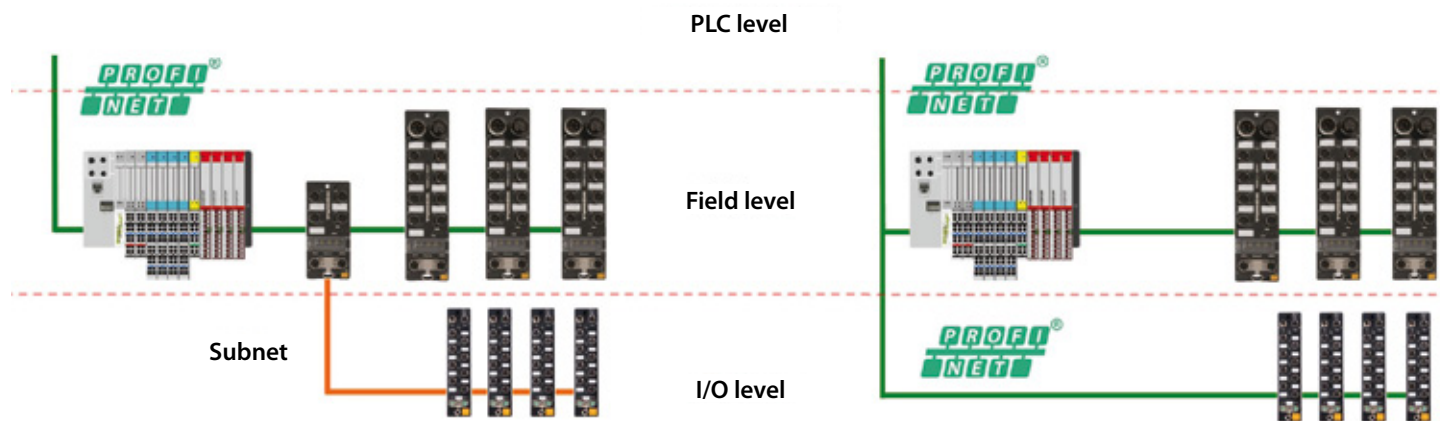 PLC level
PROFI®
NET
PROFI®
NET
Field level
Subnet
PROFI®
NET
I/O level